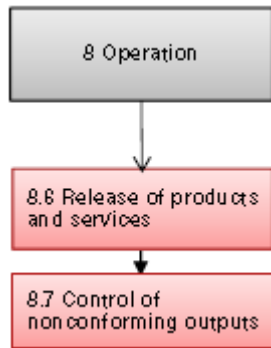 8 Operation
8.6 Release of products
and services
8.7 Control of
nonconforming outputs